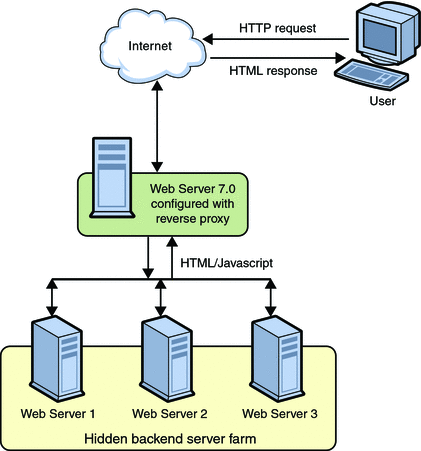 HTTP request
Internet
HTML response
User
Web Server 7.0
configured with
reverse proxy
HTML/Javascript
Web Server 1
Web Server 2
Web Server 3
Hidden backend server farm